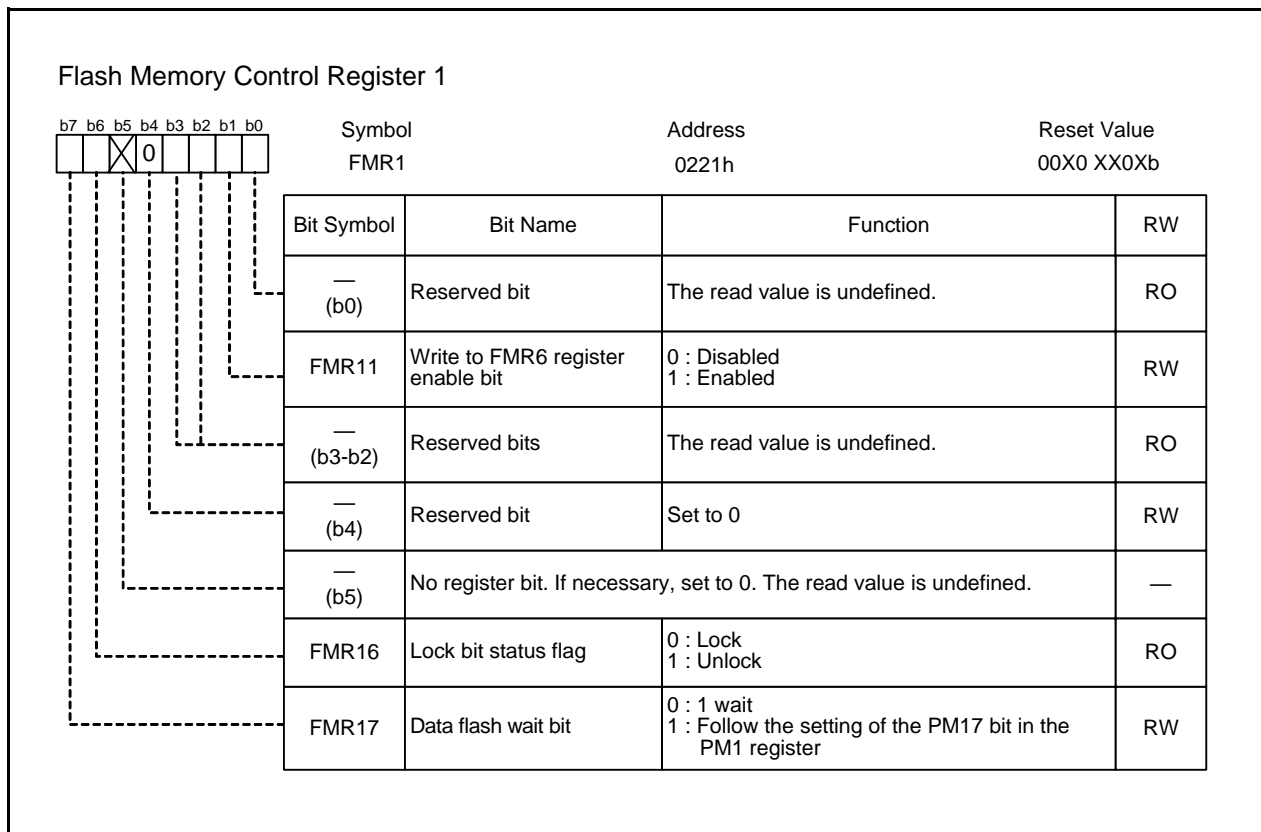 Flash Memory Control Register 1
b7 b6 b5 b4 b3 b2 b1 b0
0
Symbol Address Reset Value
FMR1 0221h 00X0 XX0Xb
Bit Symbol Bit Name Function RW
—
(b0) Reserved bit The read value is undefined. RO
FMR11 Write to FMR6 register
enable bit
0 : Disabled
1 : Enabled
RW
—
(b3-b2) Reserved bits The read value is undefined. RO
—
(b4) Reserved bit Set to 0 RW
—
(b5) No register bit. If necessary, set to 0. The read value is undefined. —
FMR16 Lock bit status flag
0 : Lock
1 : Unlock
RO
FMR17 Data flash wait bit
0 : 1 wait
1 : Follow the setting of the PM17 bit in the
PM1 register
RW